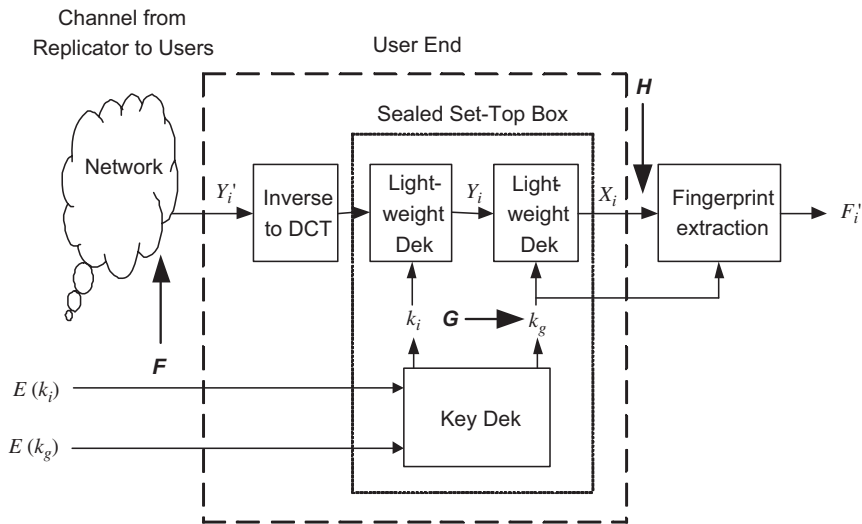 Channel from
Replicator to Users
User End
H
Sealed Set-Top Box
Network
Y_i'
Inverse
to DCT
Light-
weight
Dek
Y_i
Light-
weight
Dek
X_i
Fingerprint
extraction
F_i'
k_i
G
k_g
F
E (k_i)
Key Dek
E (k_g)